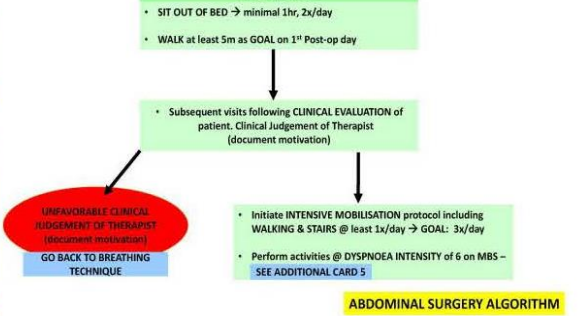 • SIT OUT OF BED → minimal 1hr, 2x/day
• WALK at least 5m as GOAL on 1st Post-op day
• Subsequent visits following CLINICAL EVALUATION of
patient. Clinical Judgement of Therapist
(document motivation)
UNFAVORABLE CLINICAL
JUDGEMENT OF THERAPIST
(document motivation)
GO BACK TO BREATHING
TECHNIQUE
• Initiate INTENSIVE MOBILISATION protocol including
WALKING & STAIRS @ least 1x/day → GOAL: 3x/day
• Perform activities @ DYSPNOEA INTENSITY of 6 on MBS –
SEE ADDITIONAL CARD 5
ABDOMINAL SURGERY ALGORITHM